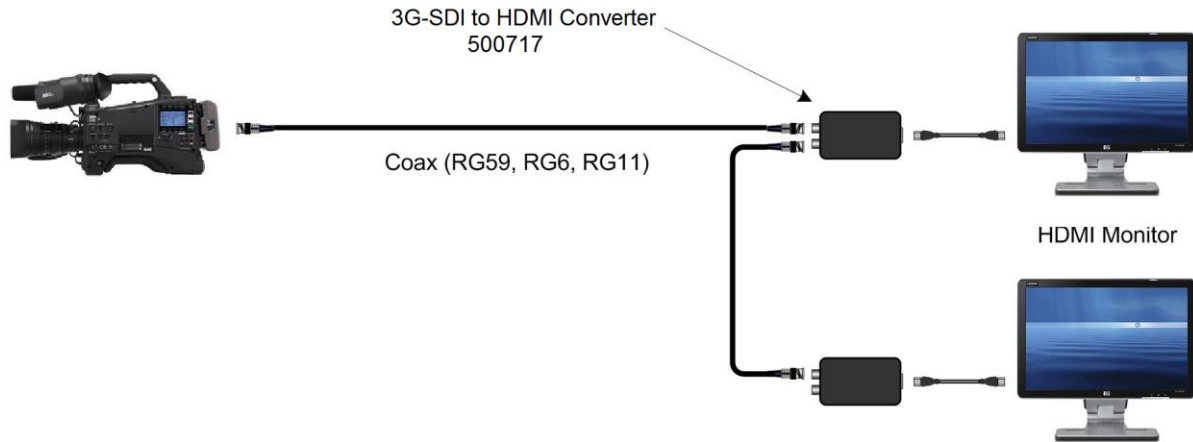 3G-SDI to HDMI Converter
500717
Coax (RG59, RG6, RG11)
HDMI Monitor